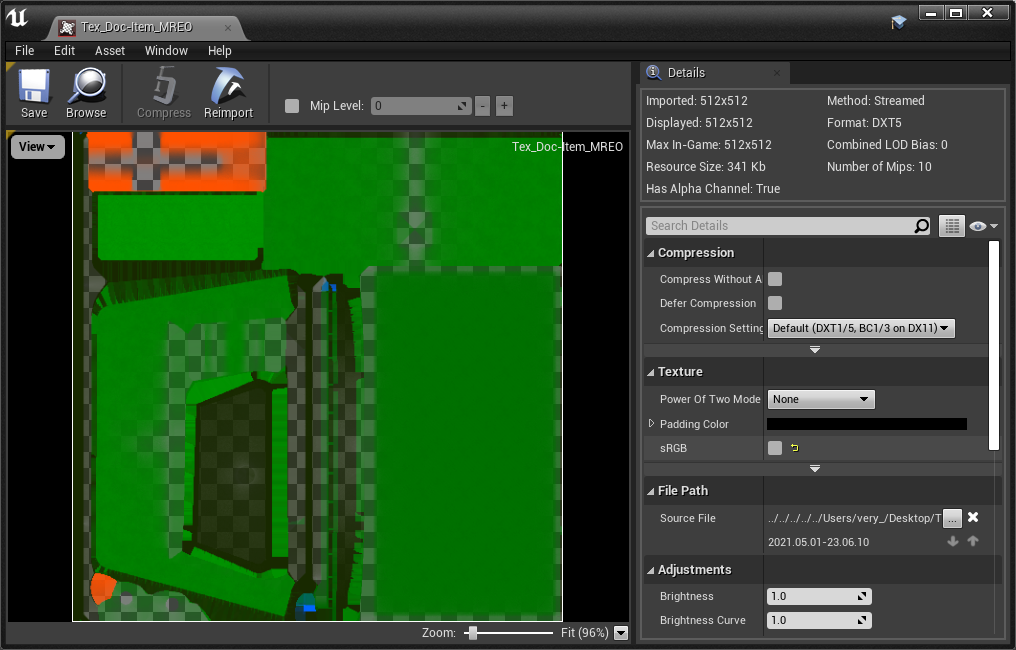 Tex_Doc-Item_MREO
File Edit Asset Window Help
Save Browse Compress Reimport
Mip Level: 0 - +
View
Tex_Doc-Item_MREO
Zoom: Fit (96%)
Details
Imported: 512x512 Method: Streamed
Displayed: 512x512 Format: DXT5
Max In-Game: 512x512 Combined LOD Bias: 0
Resource Size: 341 Kb Number of Mips: 10
Has Alpha Channel: True
Search Details
Compression
Compress Without A
Defer Compression
Compression Setting Default (DXT1/5, BC1/3 on DX11)
Texture
Power Of Two Mode None
Padding Color
sRGB
File Path
Source File ../../../../../Users/very_/Desktop/T ...
2021.05.01-23.06.10
Adjustments
Brightness 1.0
Brightness Curve 1.0